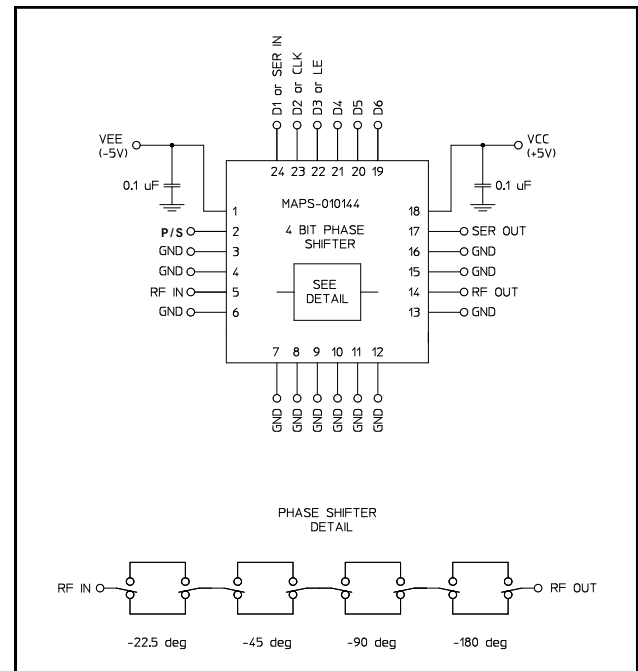 D1 or SER IN
D2 or CLK
D3 or LE
D4
D5
D6
VEE
(-5V)
VCC
(+5V)
0.1 uF
0.1 uF
24 23 22 21 20 19
MAPS-010144
4 BIT PHASE
SHIFTER
SEE
DETAIL
1
P/S 2
GND 3
GND 4
RF IN 5
GND 6
18
17 SER OUT
16 GND
15 GND
14 RF OUT
13 GND
7 8 9 10 11 12
GND GND GND GND GND GND
PHASE SHIFTER
DETAIL
RF IN
RF OUT
-22.5 deg -45 deg -90 deg -180 deg